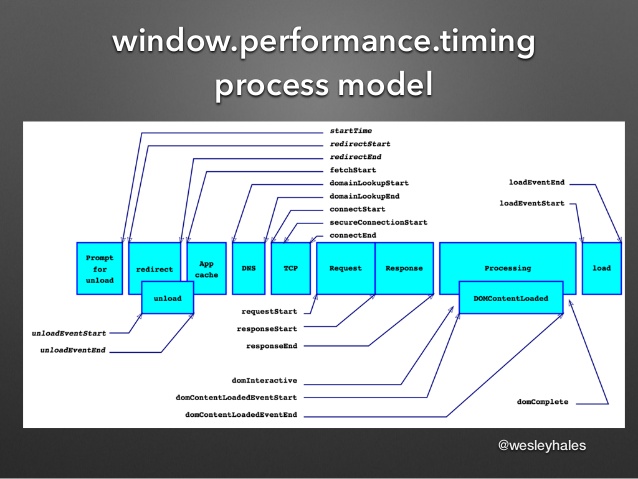 window.performance.timing
process model
startTime
redirectStart
redirectEnd
fetchStart
domainLookupStart
domainLookupEnd
connectStart
secureConnectionStart
connectEnd
loadEventEnd
loadEventStart
Prompt
for
unload
redirect
App
cache
DNS
TCP
Request
Response
Processing
load
unload
DOMContentLoaded
requestStart
responseStart
responseEnd
unloadEventStart
unloadEventEnd
domInteractive
domContentLoadedEventStart
domContentLoadedEventEnd
domComplete
@wesleyhales